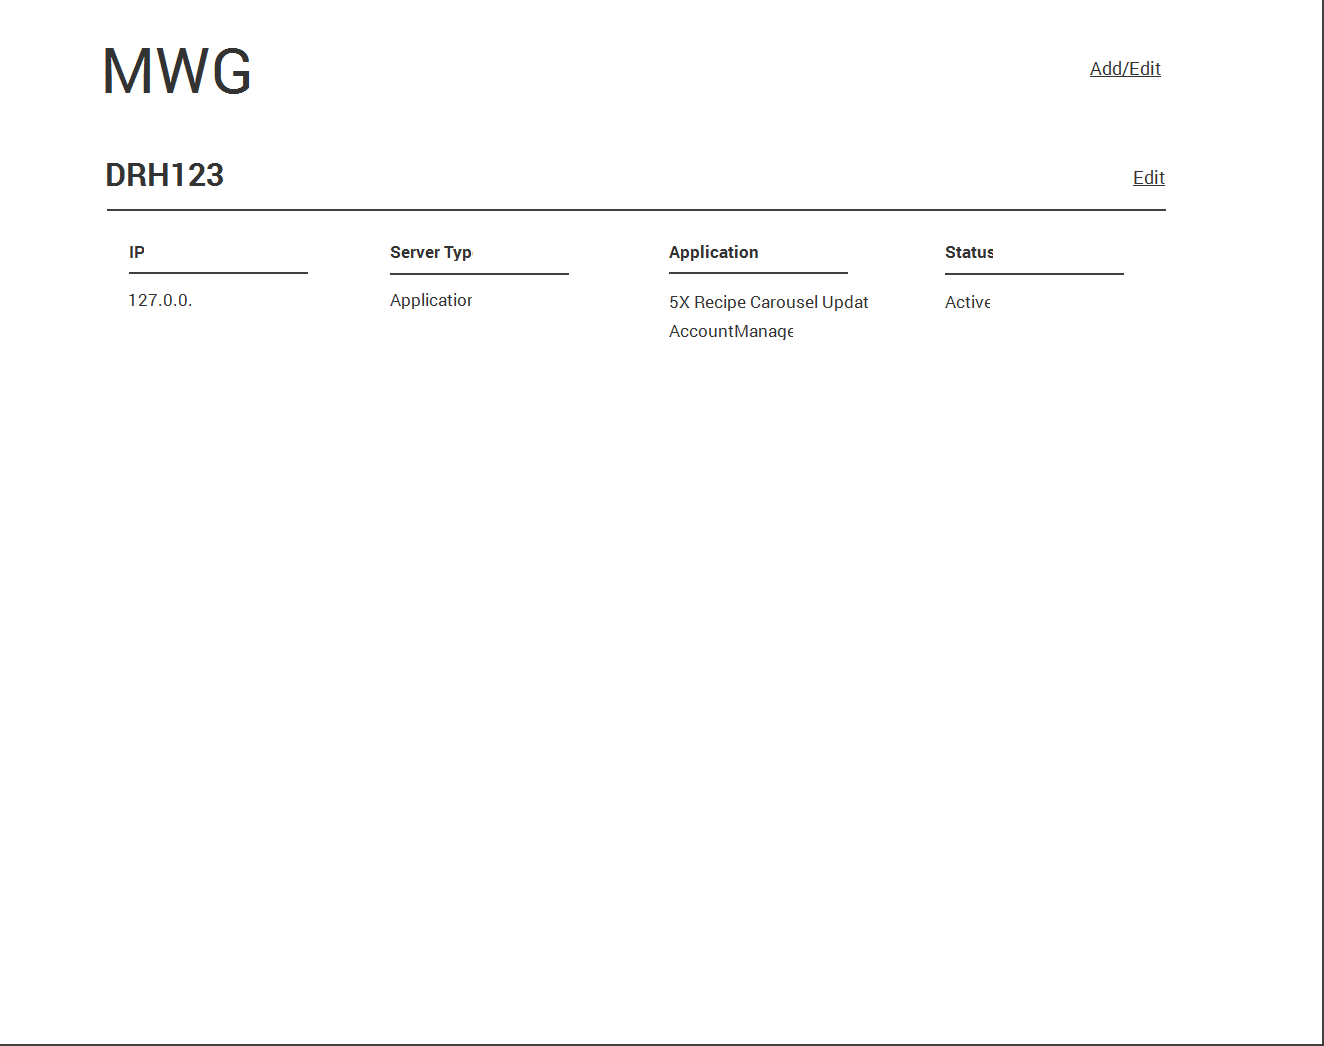 MWG
Add/Edit
DRH123
Edit
IP
Server Typ
Application
Status
127.0.0.
Application
5X Recipe Carousel Updat
Active
AccountManage